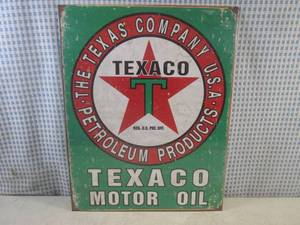 ·THE TEXAS COMPANY U.S.A.·
PETROLEUM PRODUCTS
TEXACO
T
REG. U.S. PAT. OFF.
TEXACO
MOTOR OIL